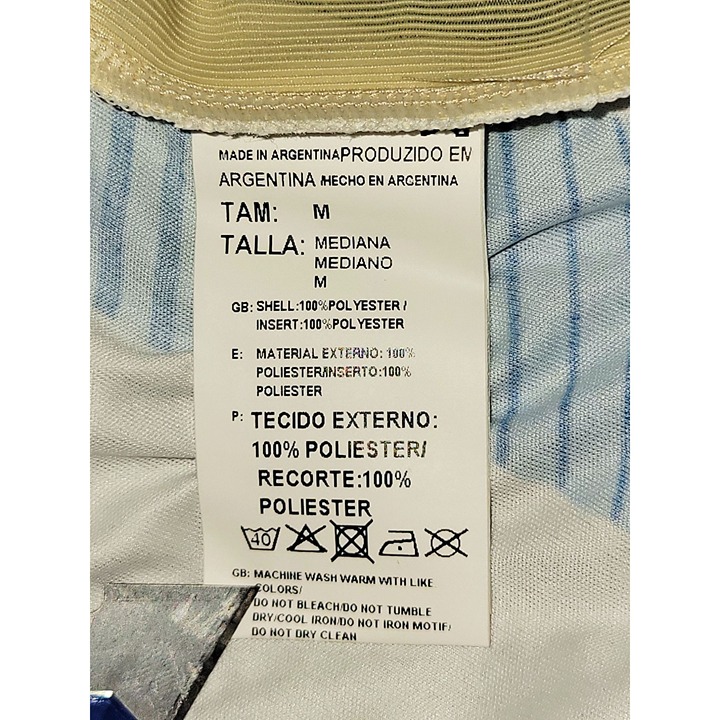 MADE IN ARGENTINA PRODUZIDO EM
ARGENTINA /HECHO EN ARGENTINA
TAM: M
TALLA: MEDIANA
MEDIANO
M
GB: SHELL:100%POLYESTER /
INSERT:100%POLYESTER
E: MATERIAL EXTERNO: 100%
POLIESTER/INSERTO:100%
POLIESTER
P: TECIDO EXTERNO:
100% POLIESTER/
RECORTE:100%
POLIESTER
40
GB: MACHINE WASH WARM WITH LIKE
COLORS/
DO NOT BLEACH/DO NOT TUMBLE
DRY/COOL IRON/DO NOT IRON MOTIF/
DO NOT DRY CLEAN